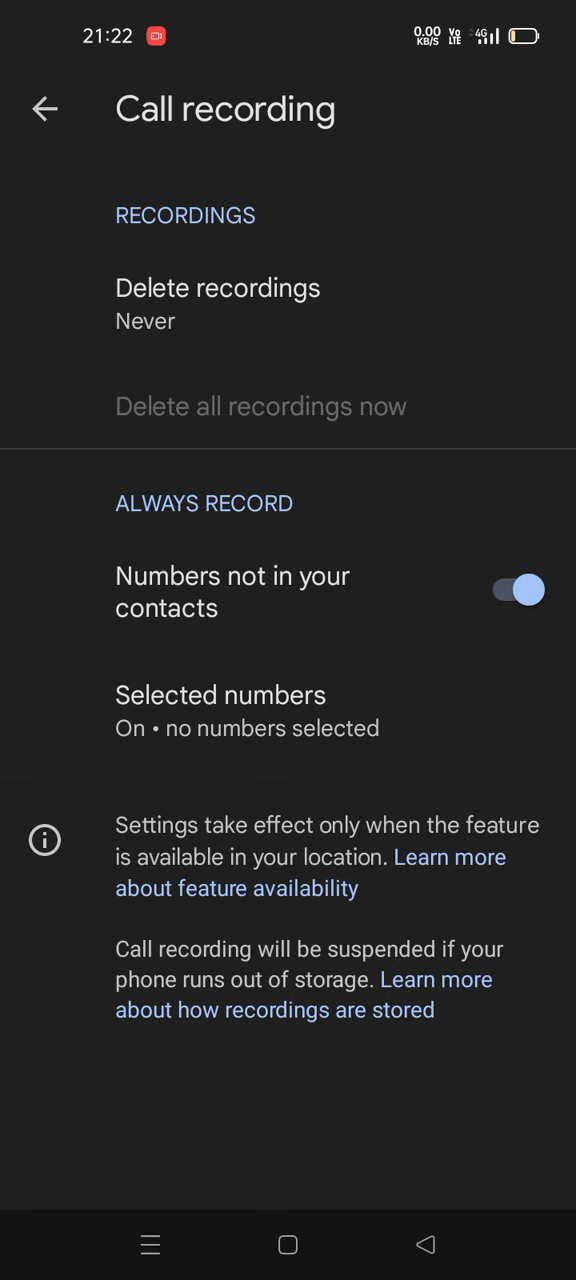 21:22
0.00 KB/S Vo LTE 4G
Call recording
RECORDINGS
Delete recordings
Never
Delete all recordings now
ALWAYS RECORD
Numbers not in your
contacts
Selected numbers
On • no numbers selected
Settings take effect only when the feature
is available in your location. Learn more
about feature availability
Call recording will be suspended if your
phone runs out of storage. Learn more
about how recordings are stored